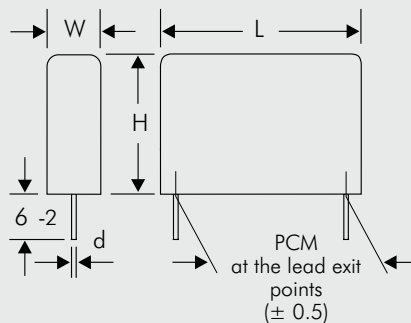 W
L
H
6 -2
d
PCM
at the lead exit
points
(± 0.5)